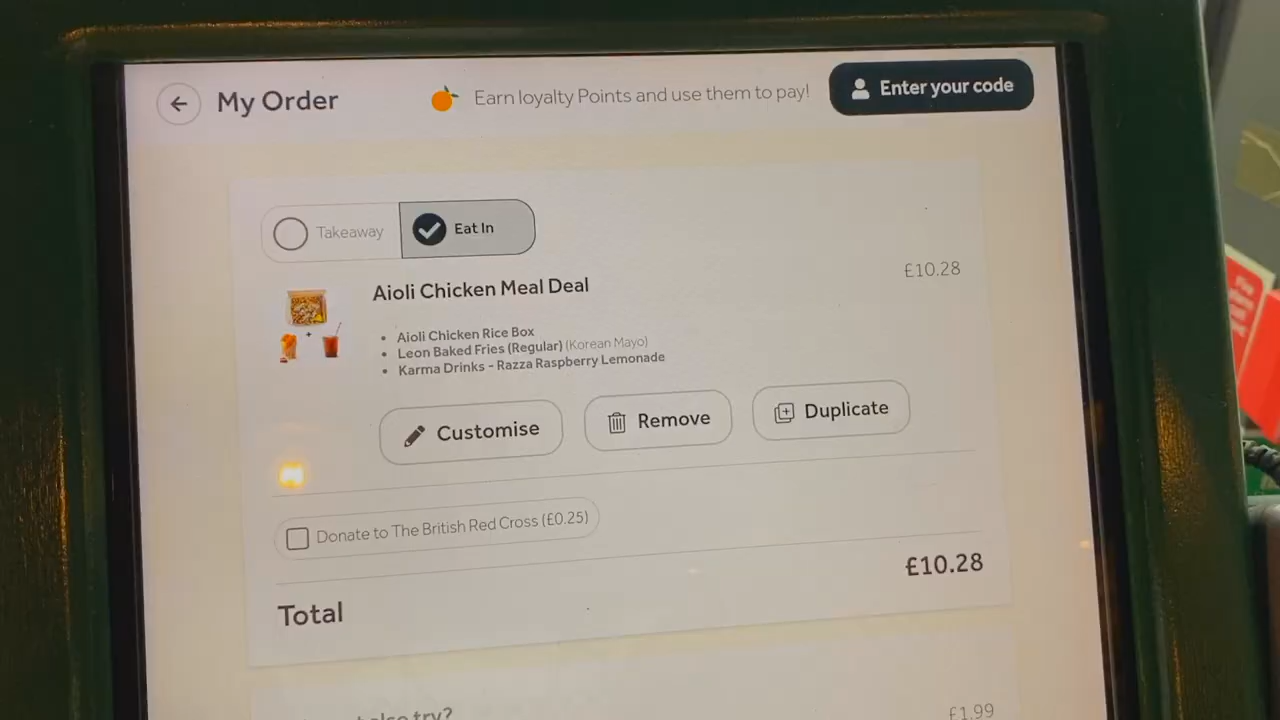 My Order
Earn loyalty Points and use them to pay!
Enter your code
Takeaway
Eat In
Aioli Chicken Meal Deal
£10.28
Aioli Chicken Rice Box
Leon Baked Fries (Regular) (Korean Mayo)
Karma Drinks - Razza Raspberry Lemonade
Customise
Remove
Duplicate
Donate to The British Red Cross (£0.25)
£10.28
Total
also try?
£1.99